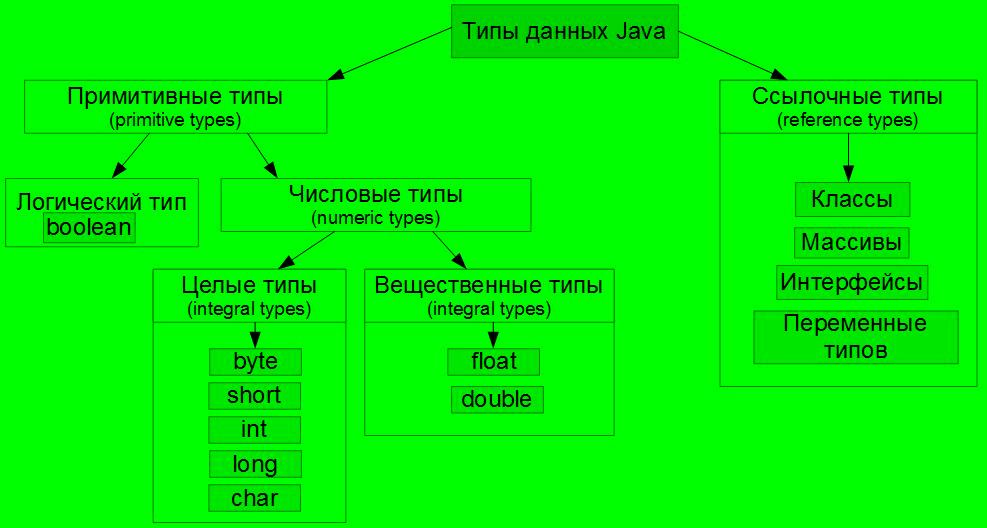 Типы данных Java
Примитивные типы
(primitive types)
Ссылочные типы
(reference types)
Логический тип
boolean
Числовые типы
(numeric types)
Целые типы
(integral types)
byte
short
int
long
char
Вещественные типы
(integral types)
float
double
Классы
Массивы
Интерфейсы
Переменные
типов